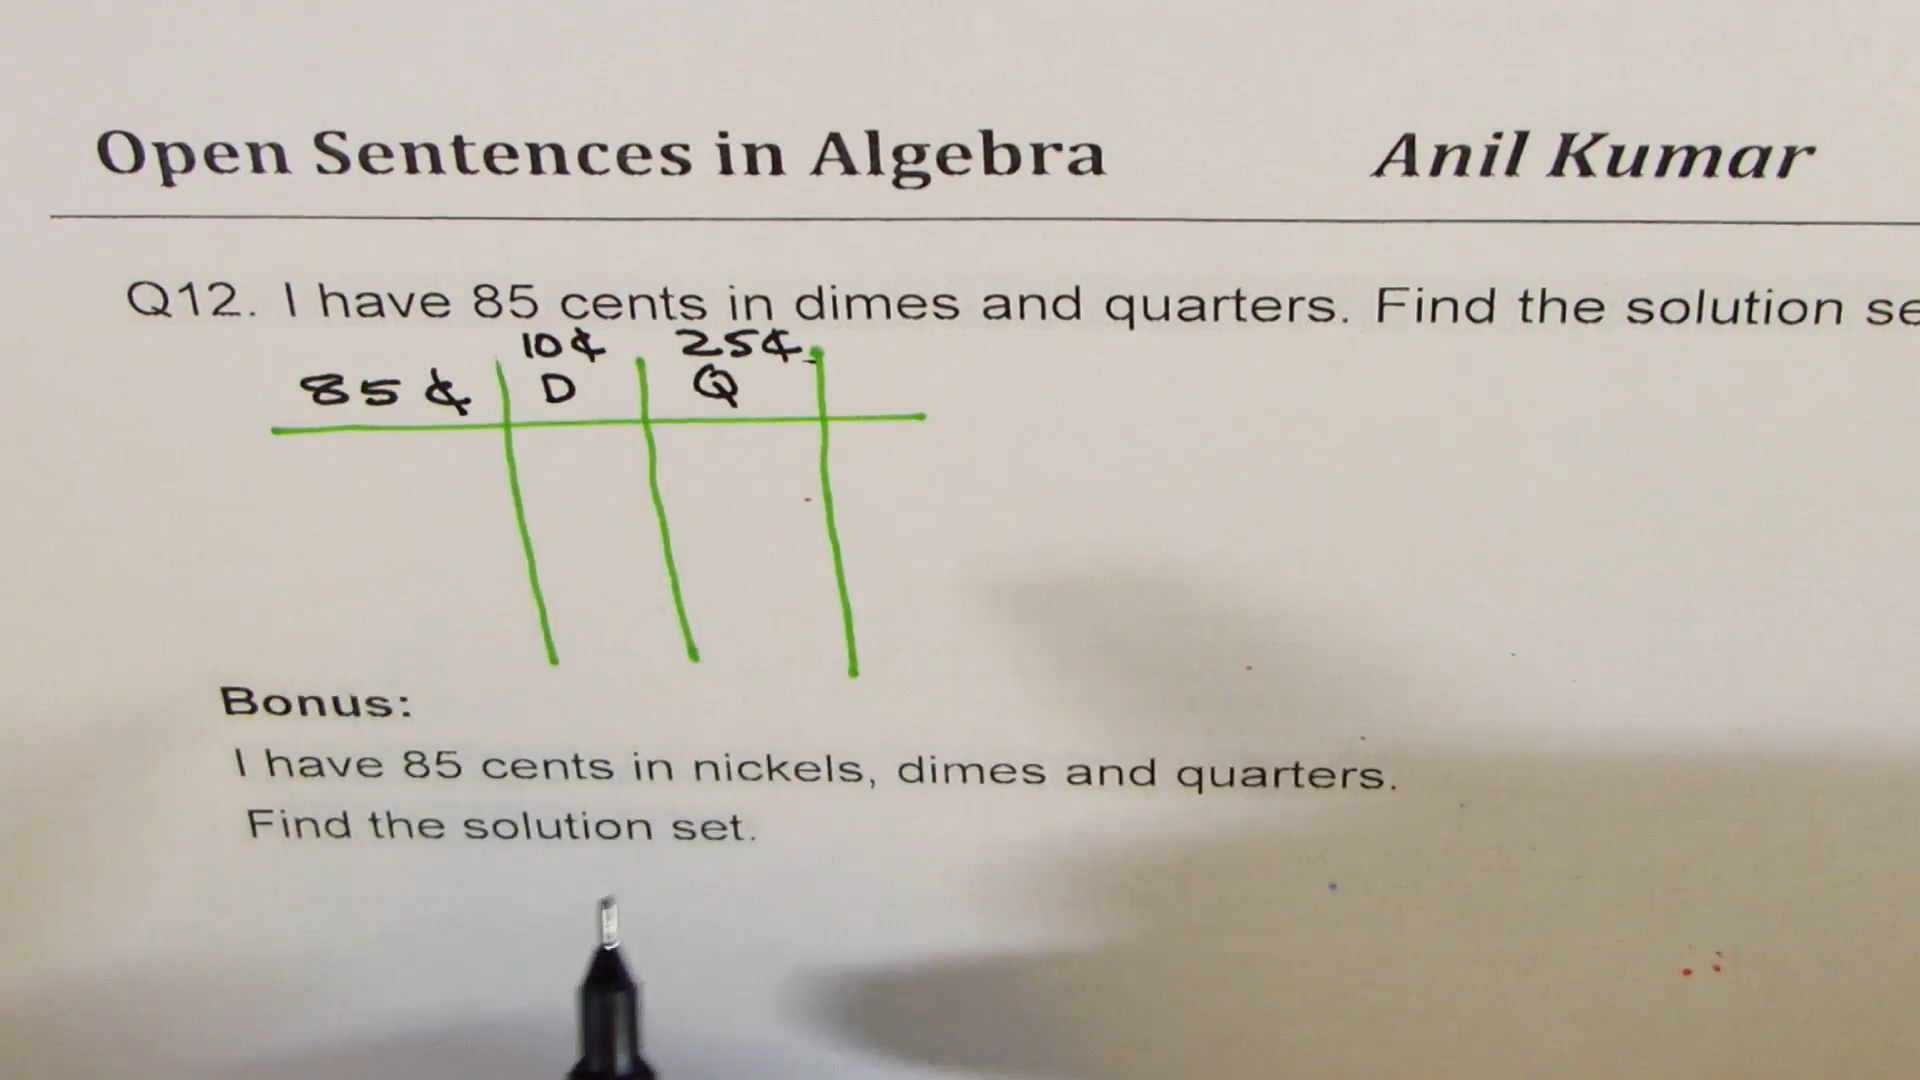 Open Sentences in Algebra Anil Kumar
Q12. I have 85 cents in dimes and quarters. Find the solution
10¢ 25¢
85 ¢ D Q
Bonus:
I have 85 cents in nickels, dimes and quarters.
Find the solution set.